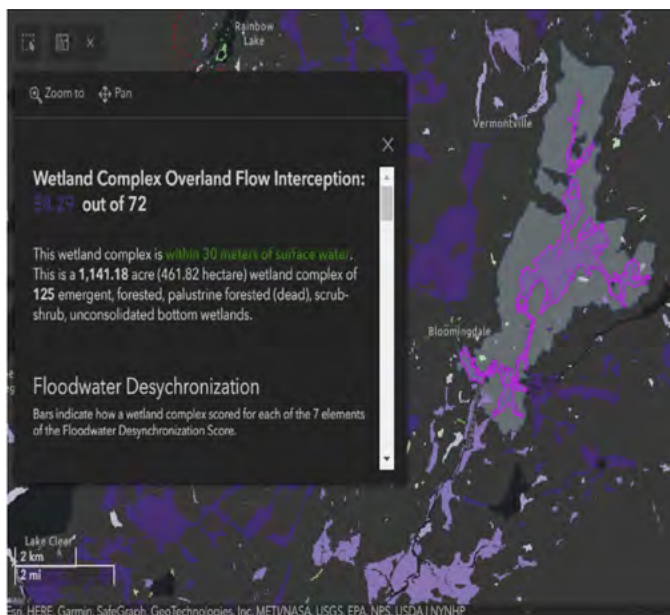 Rainbow
Lake
Zoom to Pan
Vermontville
Wetland Complex Overland Flow Interception:
58.29 out of 72
This wetland complex is within 30 meters of surface water.
This is a 1,141.18 acre (461.82 hectare) wetland complex of
125 emergent, forested, palustrine forested (dead), scrub-
shrub, unconsolidated bottom wetlands.
Bloomingdale
Floodwater Desychronization
Bars indicate how a wetland complex scored for each of the 7 elements
of the Floodwater Desynchronization Score.
Lake Clear
2 km
2 mi
Esri, HERE, Garmin, SafeGraph, GeoTechnologies, Inc, METI/NASA, USGS, EPA, NPS, USDA | NYNHP